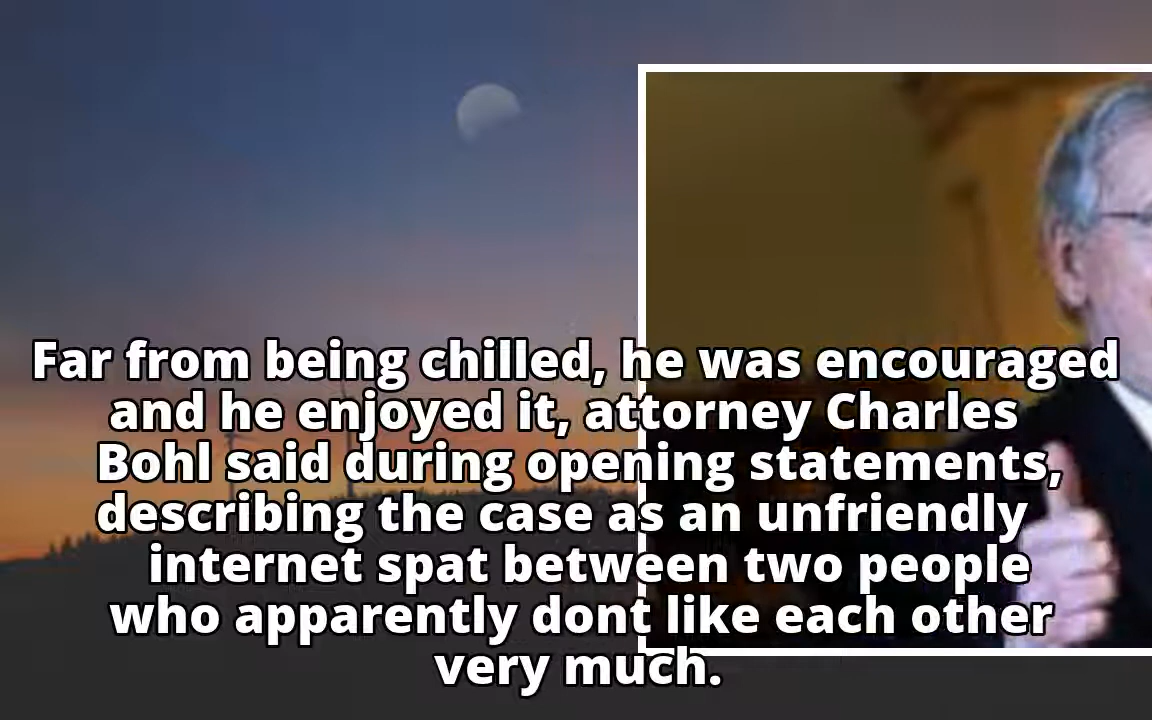 Far from being chilled, he was encouraged
and he enjoyed it, attorney Charles
Bohl said during opening statements,
describing the case as an unfriendly
internet spat between two people
who apparently dont like each other
very much.